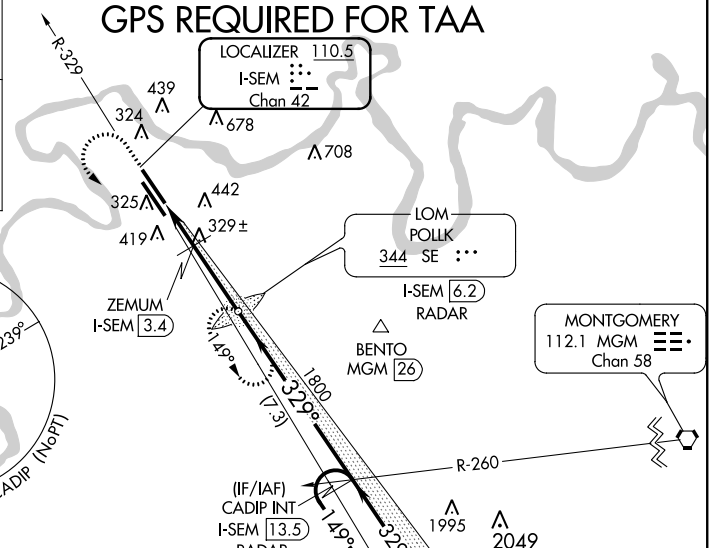 GPS REQUIRED FOR TAA
R-329
LOCALIZER 110.5
I-SEM
Chan 42
439
324
678
708
325
442
419
329±
LOM
POLLK
344 SE
I-SEM 6.2
RADAR
ZEMUM
I-SEM 3.4
BENTO
MGM 26
MONTGOMERY
112.1 MGM
Chan 58
239°
149°
1800
329°
(7.3)
CADIP (NoPT)
R-260
(IF/IAF)
CADIP INT
I-SEM 13.5
RADAR
149°
329°
1995
2049